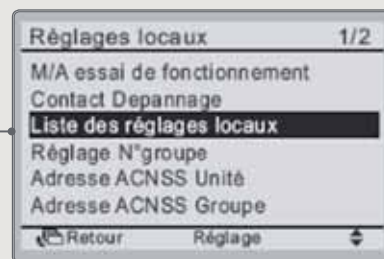 Réglages locaux 1/2
M/A essai de fonctionnement
Contact Depannage
Liste des réglages locaux
Réglage N°groupe
Adresse ACNSS Unité
Adresse ACNSS Groupe
Retour Réglage